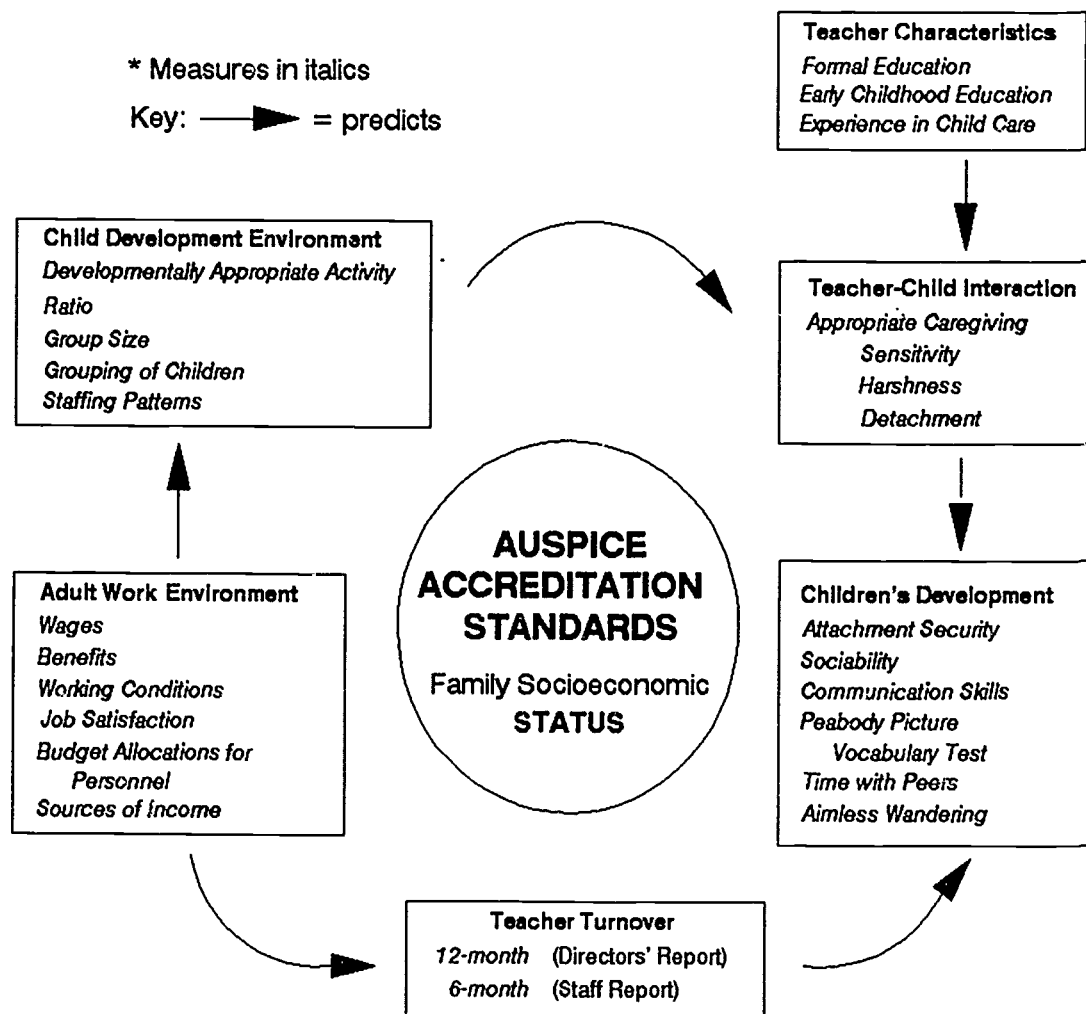 * Measures in italics
Key: = predicts
Teacher Characteristics
Formal Education
Early Childhood Education
Experience in Child Care
Child Development Environment
Developmentally Appropriate Activity
Ratio
Group Size
Grouping of Children
Staffing Patterns
Teacher-Child Interaction
Appropriate Caregiving
Sensitivity
Harshness
Detachment
AUSPICE
ACCREDITATION
STANDARDS
Family Socioeconomic
STATUS
Adult Work Environment
Wages
Benefits
Working Conditions
Job Satisfaction
Budget Allocations for
Personnel
Sources of Income
Children's Development
Attachment Security
Sociability
Communication Skills
Peabody Picture
Vocabulary Test
Time with Peers
Aimless Wandering
Teacher Turnover
12-month (Directors' Report)
6-month (Staff Report)